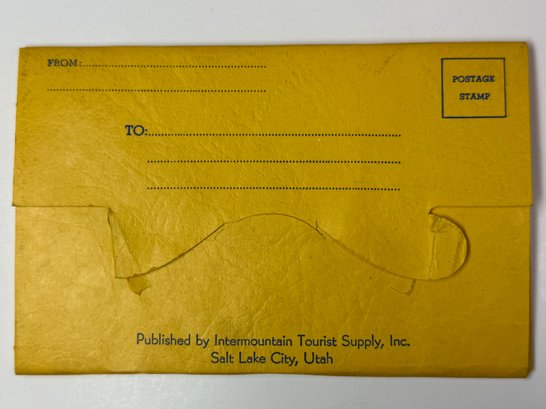 FROM:
POSTAGE
STAMP
TO:
Published by Intermountain Tourist Supply, Inc.
Salt Lake City, Utah